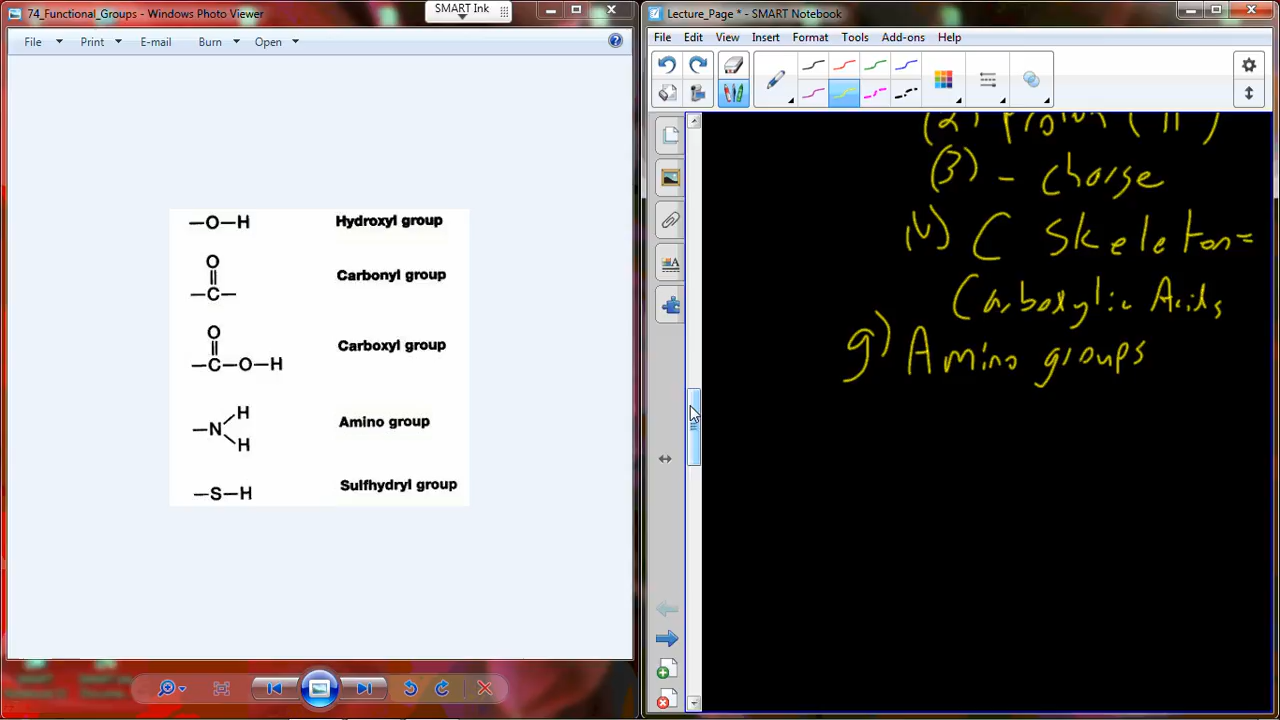 74_Functional_Groups - Windows Photo Viewer
SMART Ink
File Print E-mail Burn Open
—O—H Hydroxyl group
O
—C— Carbonyl group
O
—C—O—H Carboxyl group
H
—N Amino group
H
—S—H Sulfhydryl group
Lecture_Page * - SMART Notebook
File Edit View Insert Format Tools Add-ons Help
(3) - charge
IV) C Skeleton=
Carboxylic Acids
g) Amino groups